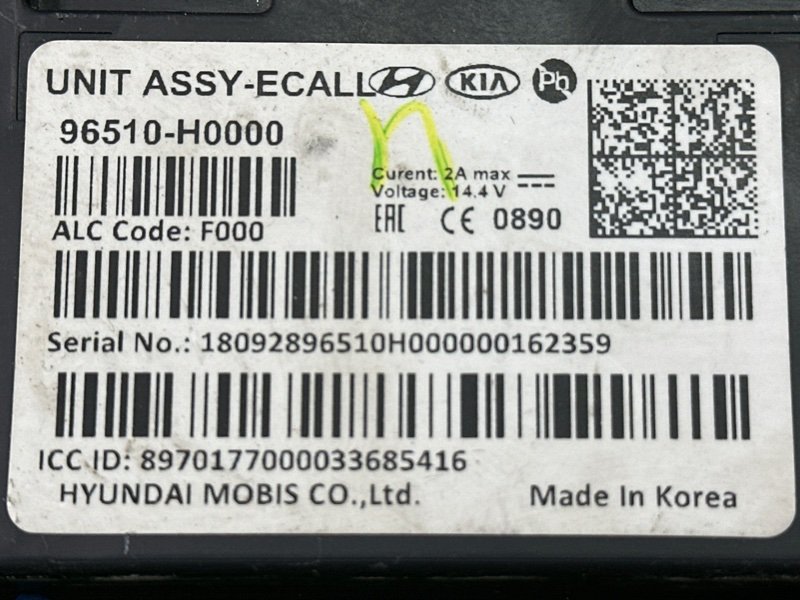 UNIT ASSY-ECALL KIA Pb
96510-H0000
Curent: 2A max
Voltage: 14.4 V
EAC CE 0890
ALC Code: F000
Serial No.: 18092896510H000000162359
ICC ID: 8970177000033685416
HYUNDAI MOBIS CO.,Ltd. Made In Korea